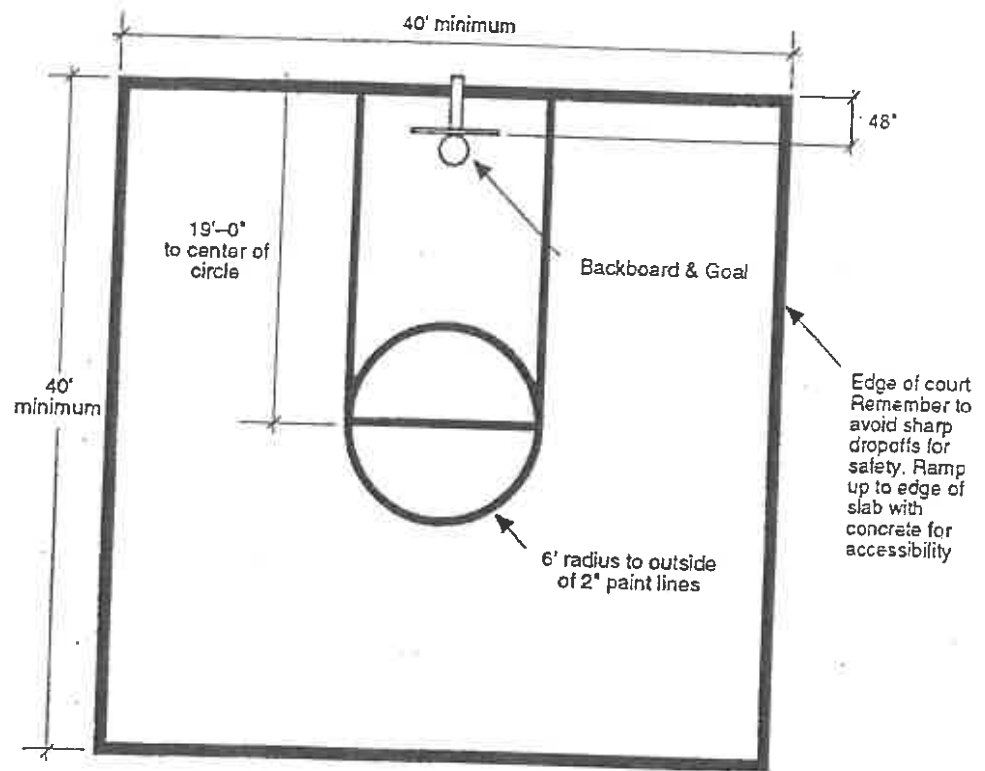 40' minimum
48"
19'–0"
to center of
circle
Backboard & Goal
40'
minimum
Edge of court
Remember to
avoid sharp
dropoffs for
safety. Ramp
up to edge of
slab with
concrete for
accessibility
6' radius to outside
of 2" paint lines